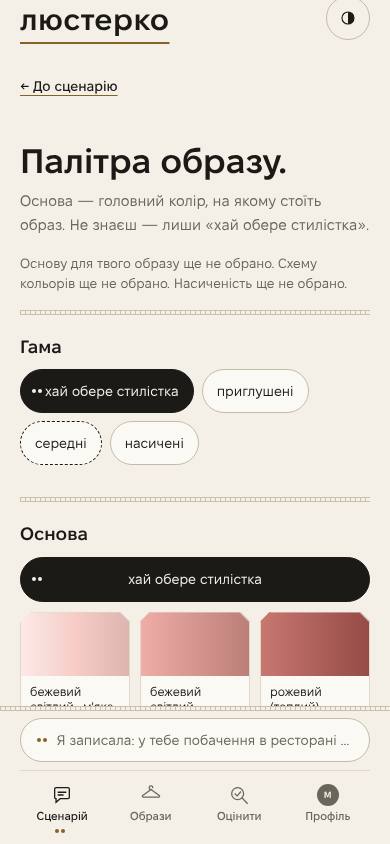 люстерко
← До сценарію
Палітра образу.
Основа — головний колір, на якому стоїть
образ. Не знаєш — лиши «хай обере стилістка».
Основу для твого образу ще не обрано. Схему
кольорів ще не обрано. Насиченість ще не обрано.
Гама
хай обере стилістка
приглушені
середні
насичені
Основа
хай обере стилістка
бежевий
бежевий
рожевий
Я записала: у тебе побачення в ресторані ...
Сценарій
Образи
Оцінити
М
Профіль